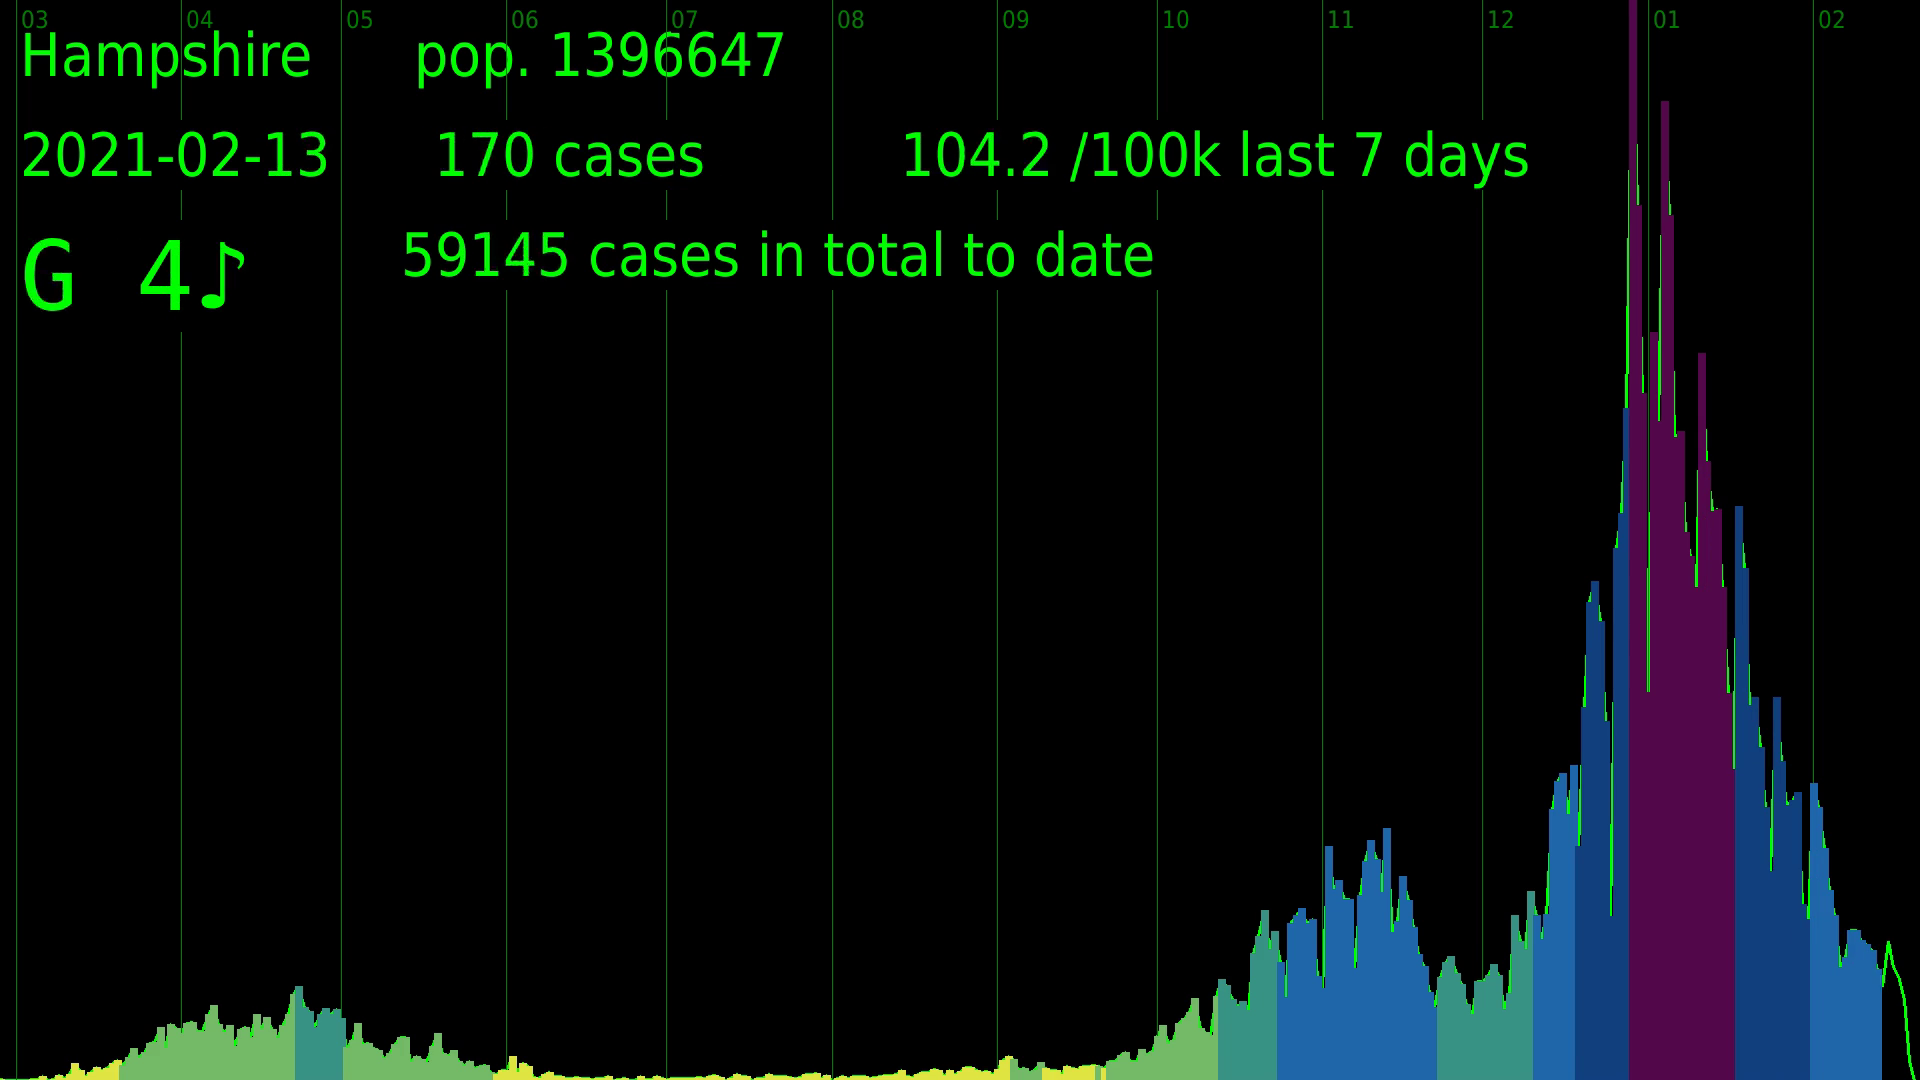 03 04 05 06 07 08 09 10 11 12 01 02
Hampshire pop. 1396647
2021-02-13 170 cases 104.2 /100k last 7 days
G 4♪ 59145 cases in total to date